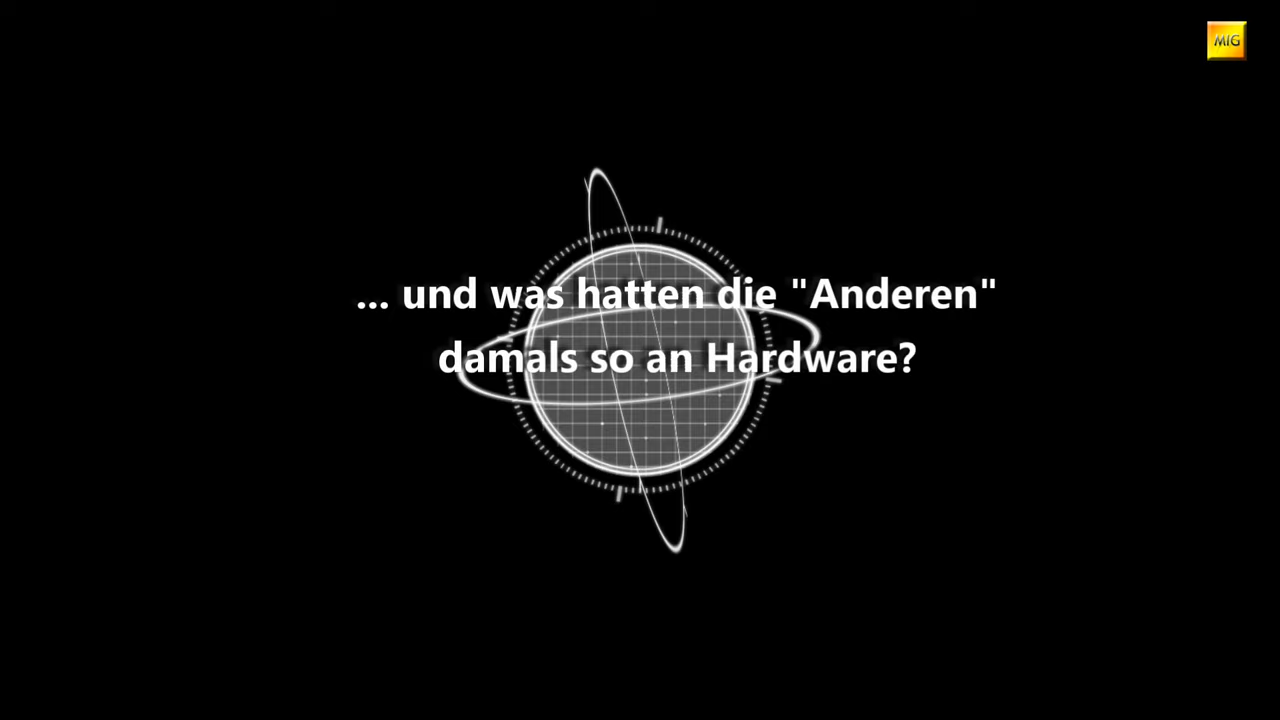 MIG
... und was hatten die "Anderen"
damals so an Hardware?